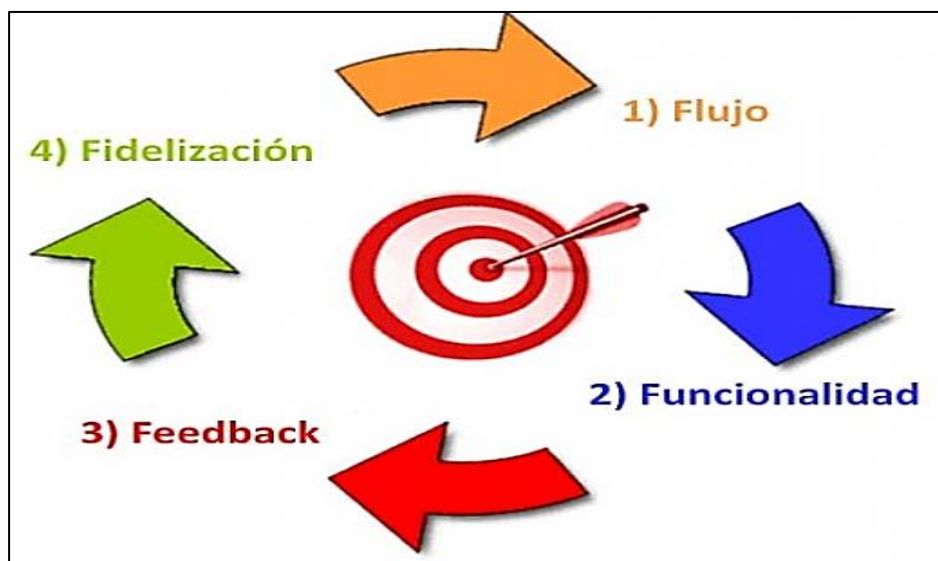 1) Flujo
2) Funcionalidad
3) Feedback
4) Fidelización